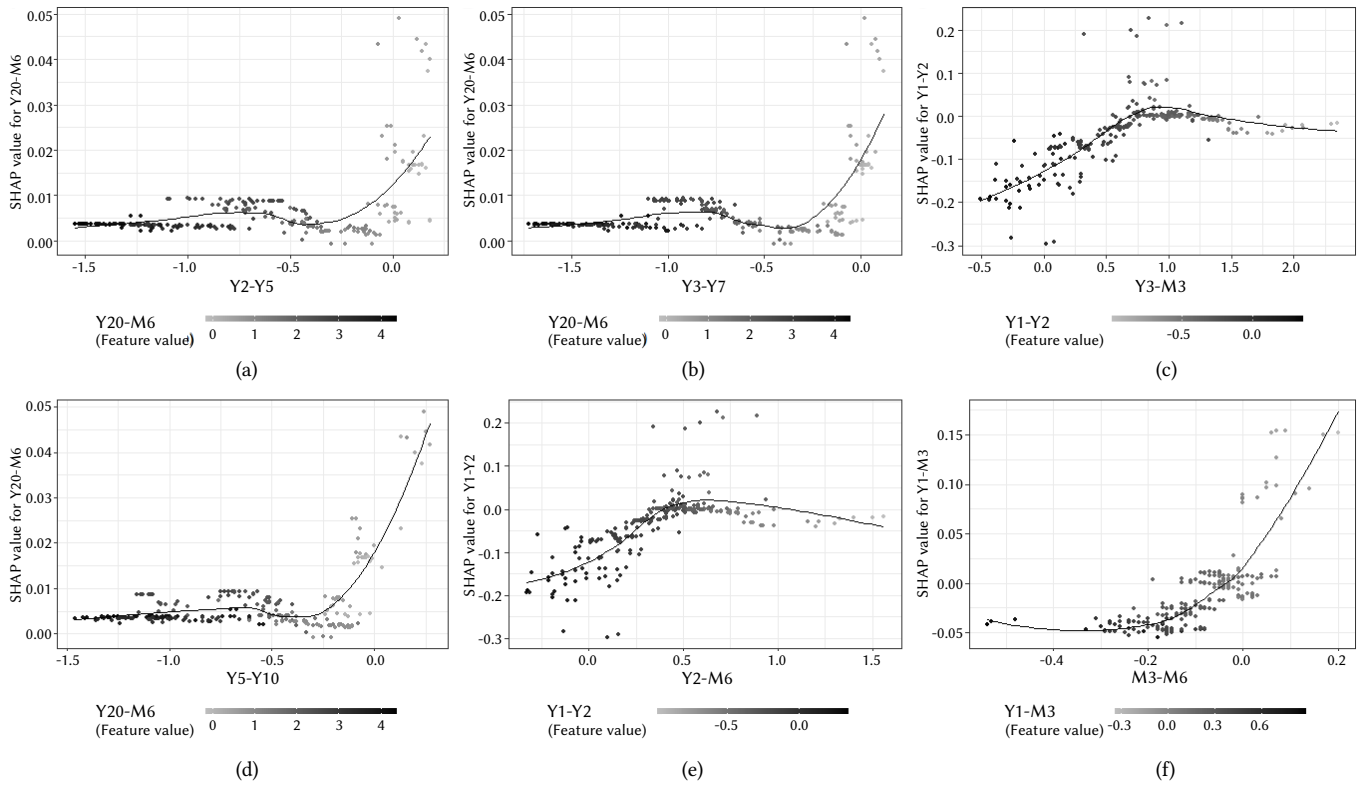 0.05
0.04
0.03
0.02
0.01
0.00
SHAP value for Y20-M6
-1.5 -1.0 -0.5 0.0
Y2-Y5
Y20-M6
(Feature value)
0 1 2 3 4
(a)
0.05
0.04
0.03
0.02
0.01
0.00
SHAP value for Y20-M6
-1.5 -1.0 -0.5 0.0
Y3-Y7
Y20-M6
(Feature value)
0 1 2 3 4
(b)
0.2
0.1
0.0
-0.1
-0.2
-0.3
SHAP value for Y1-Y2
-0.5 0.0 0.5 1.0 1.5 2.0
Y3-M3
Y1-Y2
(Feature value)
-0.5 0.0
(c)
0.05
0.04
0.03
0.02
0.01
0.00
SHAP value for Y20-M6
-1.5 -1.0 -0.5 0.0
Y5-Y10
Y20-M6
(Feature value)
0 1 2 3 4
(d)
0.2
0.1
0.0
-0.1
-0.2
-0.3
SHAP value for Y1-Y2
0.0 0.5 1.0 1.5
Y2-M6
Y1-Y2
(Feature value)
-0.5 0.0
(e)
0.15
0.10
0.05
0.00
-0.05
SHAP value for Y1-M3
-0.4 -0.2 0.0 0.2
M3-M6
Y1-M3
(Feature value)
-0.3 0.0 0.3 0.6
(f)